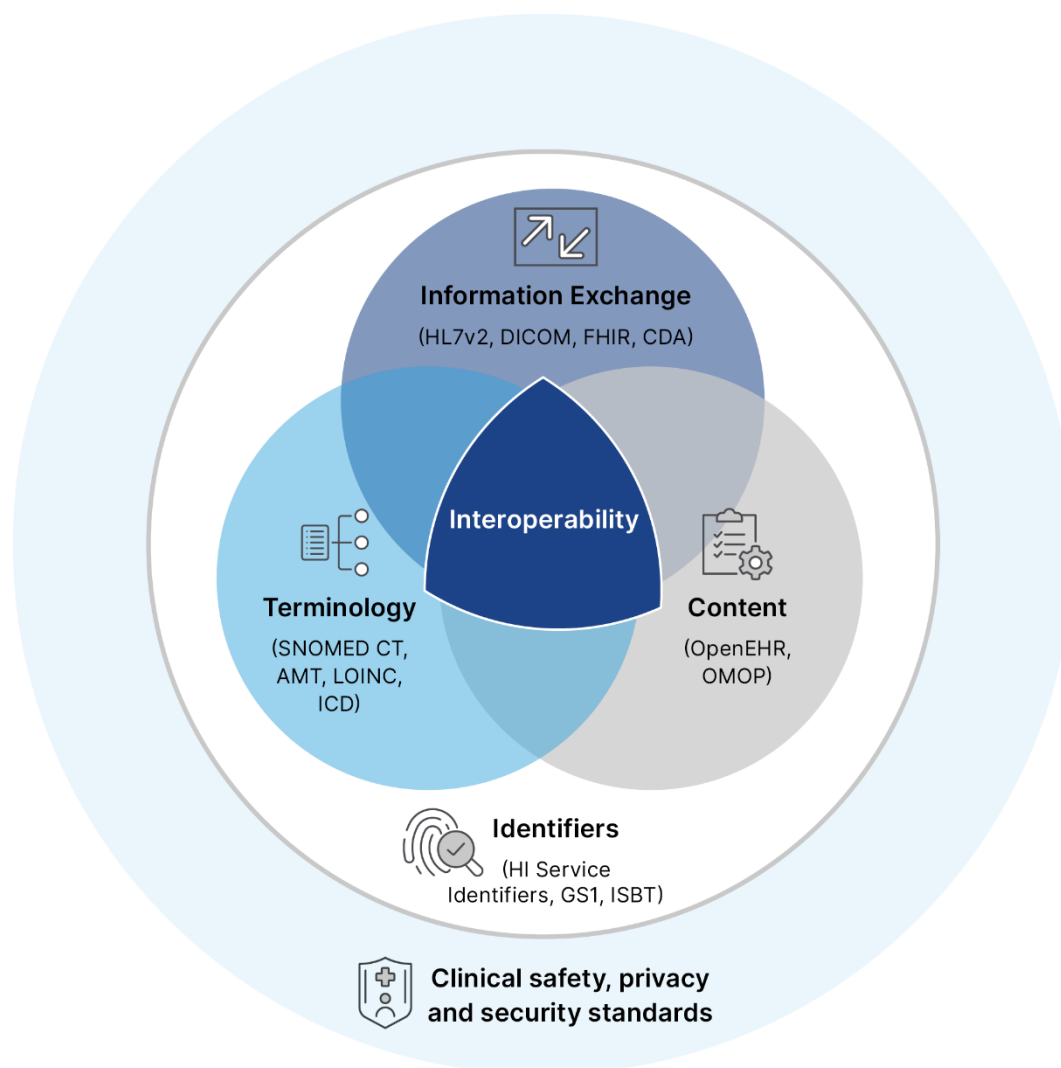 Information Exchange
(HL7v2, DICOM, FHIR, CDA)
Interoperability
Terminology
(SNOMED CT,
AMT, LOINC,
ICD)
Content
(OpenEHR,
OMOP)
Identifiers
(HI Service
Identifiers, GS1, ISBT)
Clinical safety, privacy
and security standards